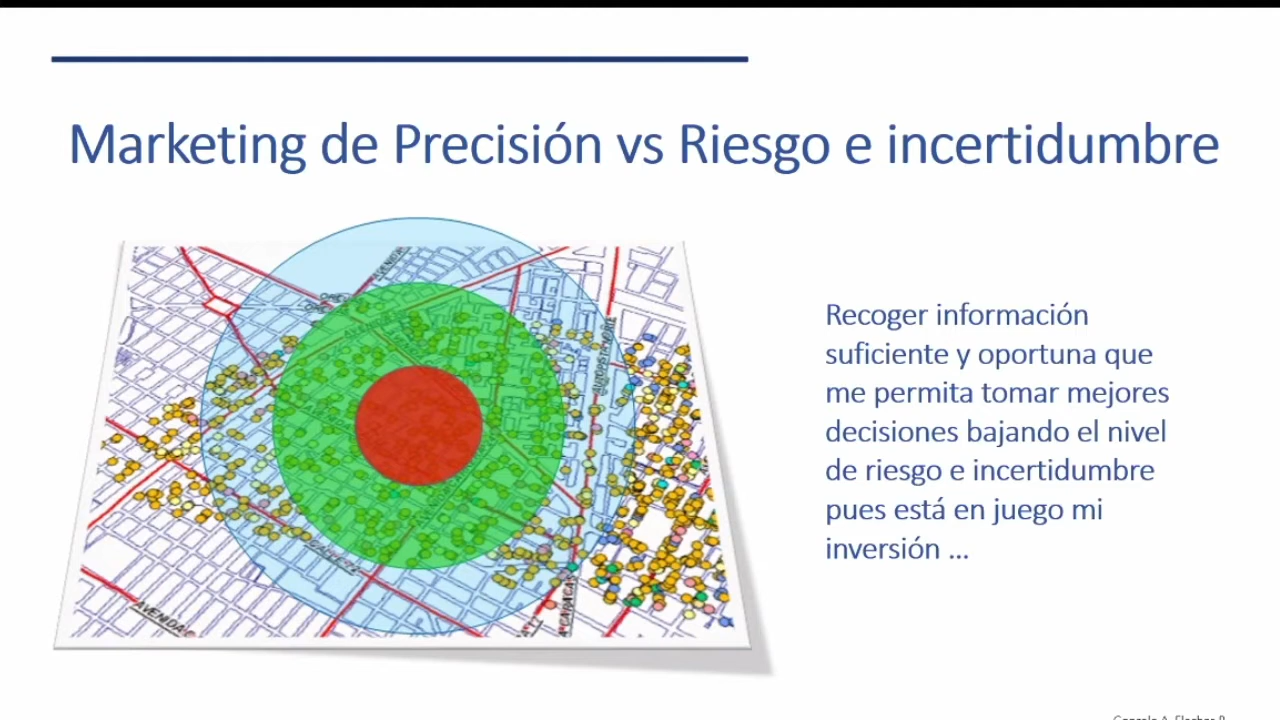 Marketing de Precisión vs Riesgo e incertidumbre
Recoger información
suficiente y oportuna que
me permita tomar mejores
decisiones bajando el nivel
de riesgo e incertidumbre
pues está en juego mi
inversión ...
AVENIDA